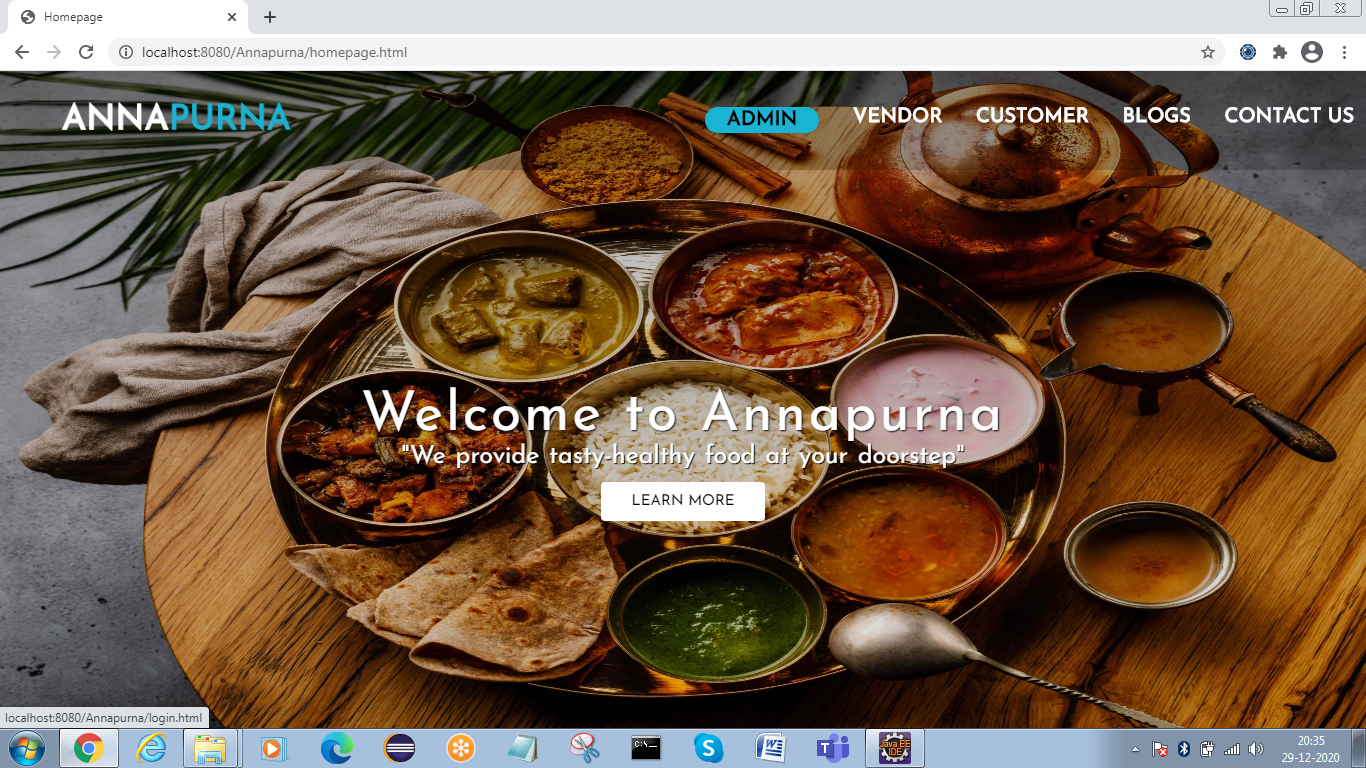 Homepage
localhost:8080/Annapurna/homepage.html
ANNAPURNA
ADMIN VENDOR CUSTOMER BLOGS CONTACT US
Welcome to Annapurna
"We provide tasty-healthy food at your doorstep"
LEARN MORE
localhost:8080/Annapurna/login.html
Java EE
IDE
20:35
29-12-2020